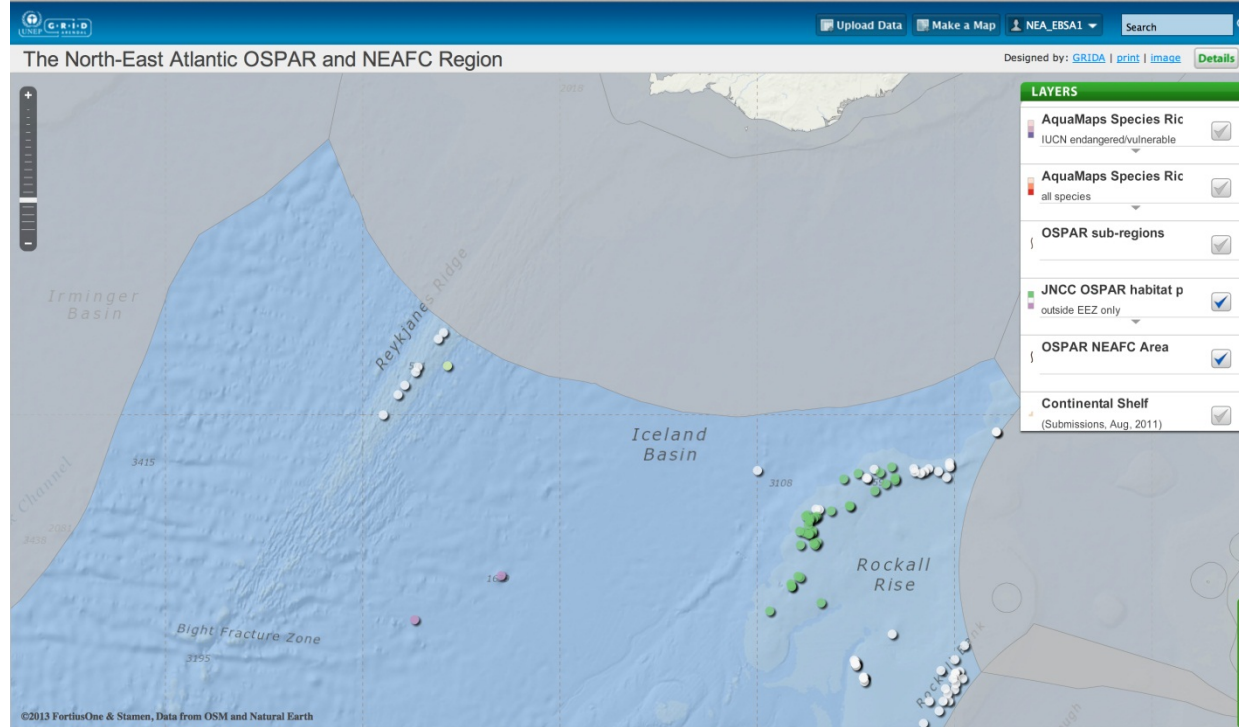 UNEP
G·R·I·D
ARENDAL
Upload Data
Make a Map
NEA_EBSA1
Search
The North-East Atlantic OSPAR and NEAFC Region
Designed by: GRIDA | print | image
Details
LAYERS
AquaMaps Species Ric
IUCN endangered/vulnerable
AquaMaps Species Ric
all species
OSPAR sub-regions
JNCC OSPAR habitat p
outside EEZ only
OSPAR NEAFC Area
Continental Shelf
(Submissions, Aug, 2011)
2018
Irminger
Basin
Reykjanes Ridge
Iceland
Basin
3415
3108
Channel
Rockall
Rise
Bight Fracture Zone
3195
©2013 FortiusOne & Stamen, Data from OSM and Natural Earth